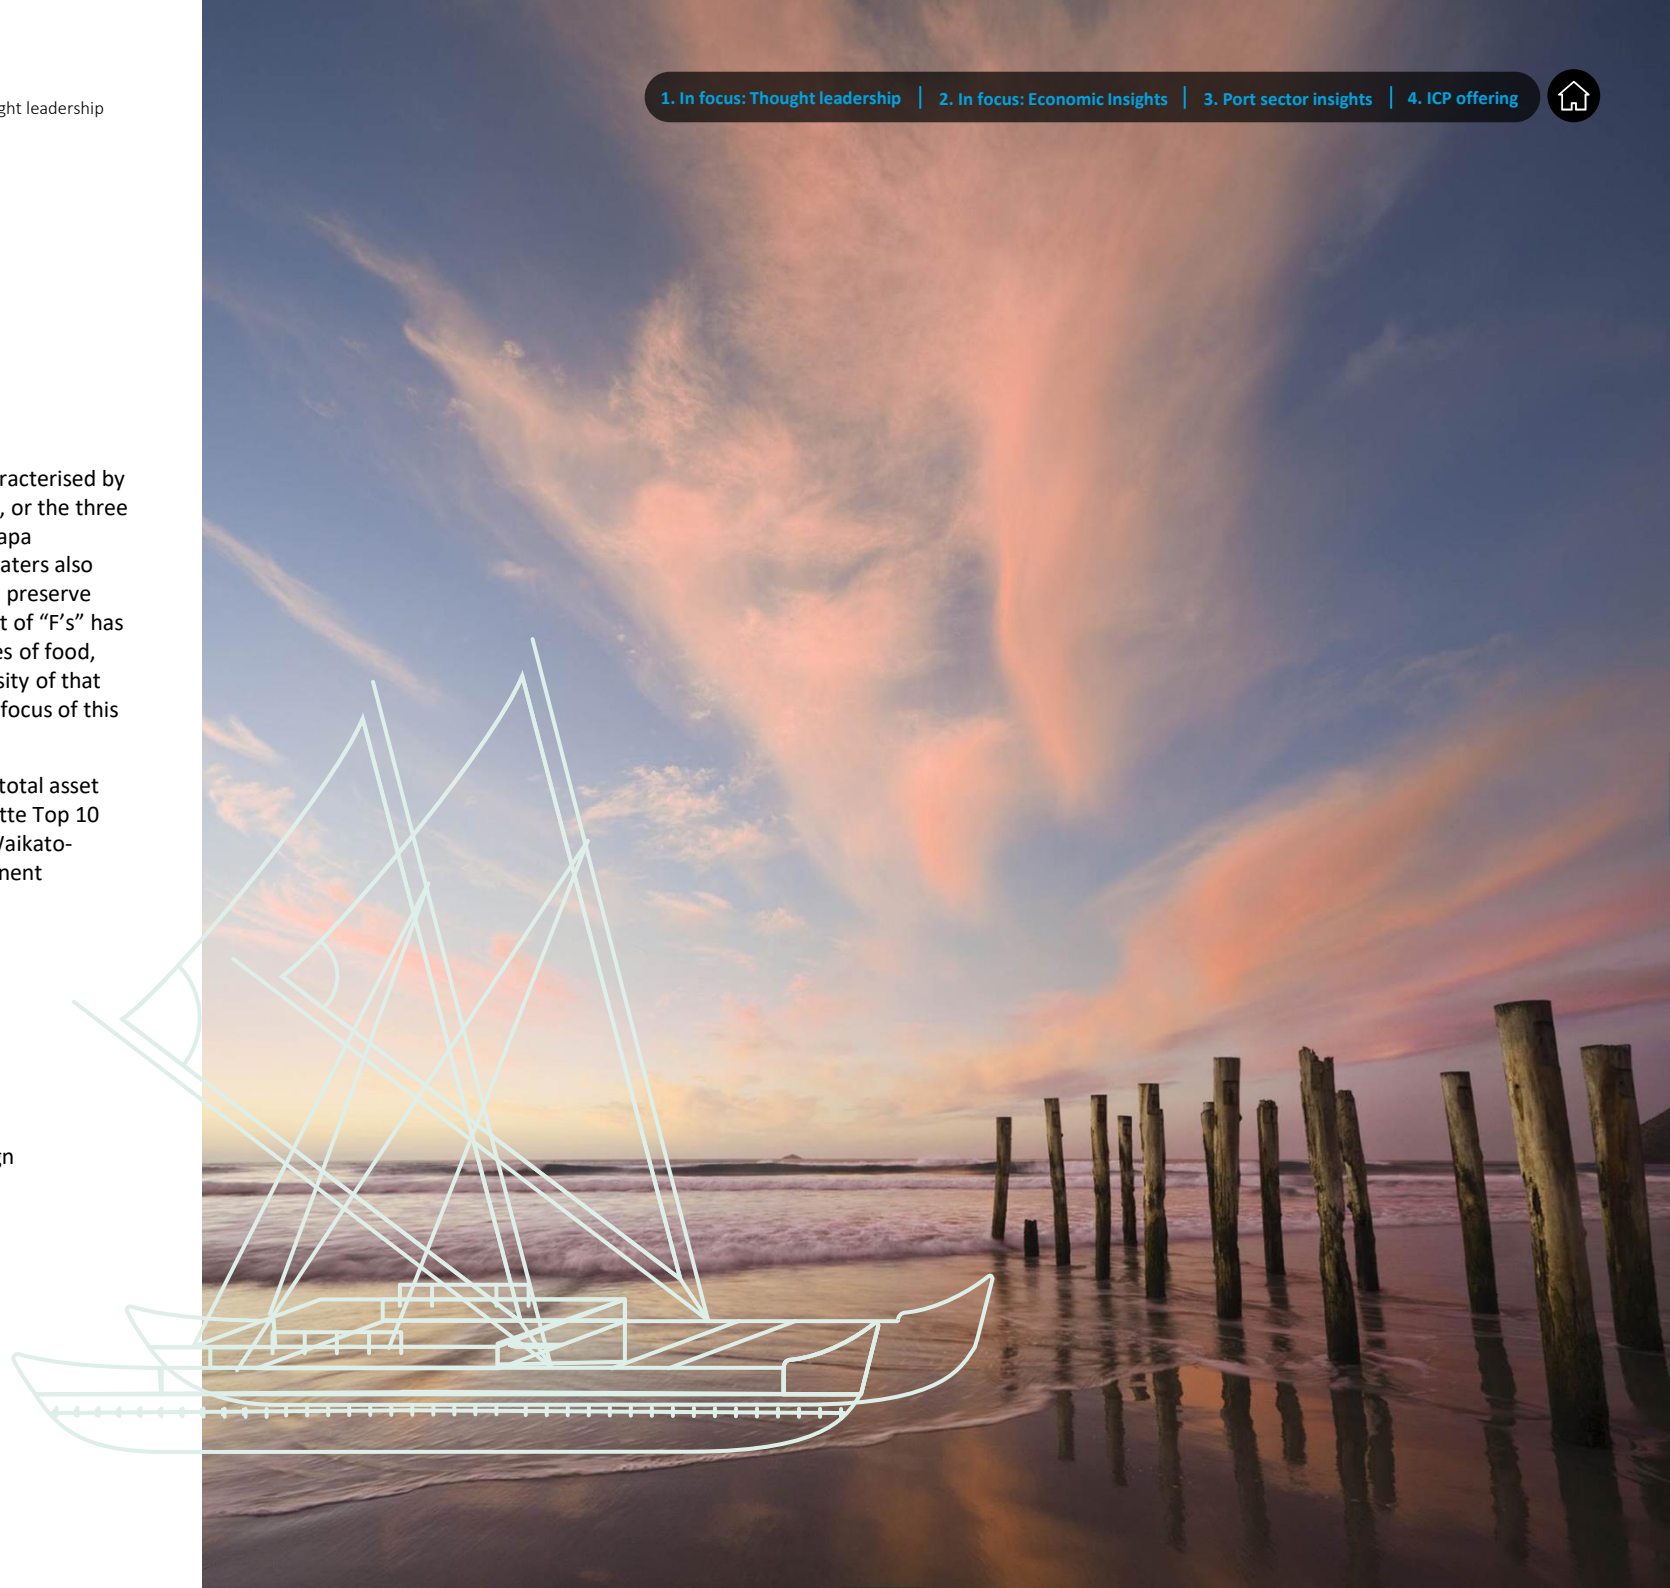 ght leadership
1. In focus: Thought leadership | 2. In focus: Economic Insights | 3. Port sector insights | 4. ICP offering
racterised by
, or the three
apa
aters also
preserve
t of “F’s” has
es of food,
sity of that
focus of this
total asset
tte Top 10
Vaikato-
nent
gn